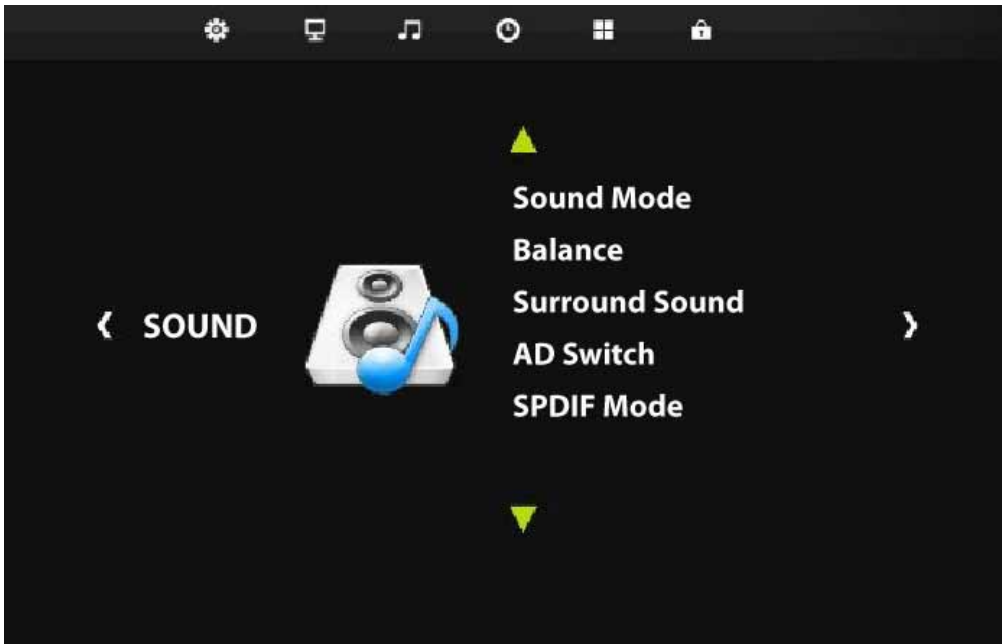 SOUND
Sound Mode
Balance
Surround Sound
AD Switch
SPDIF Mode